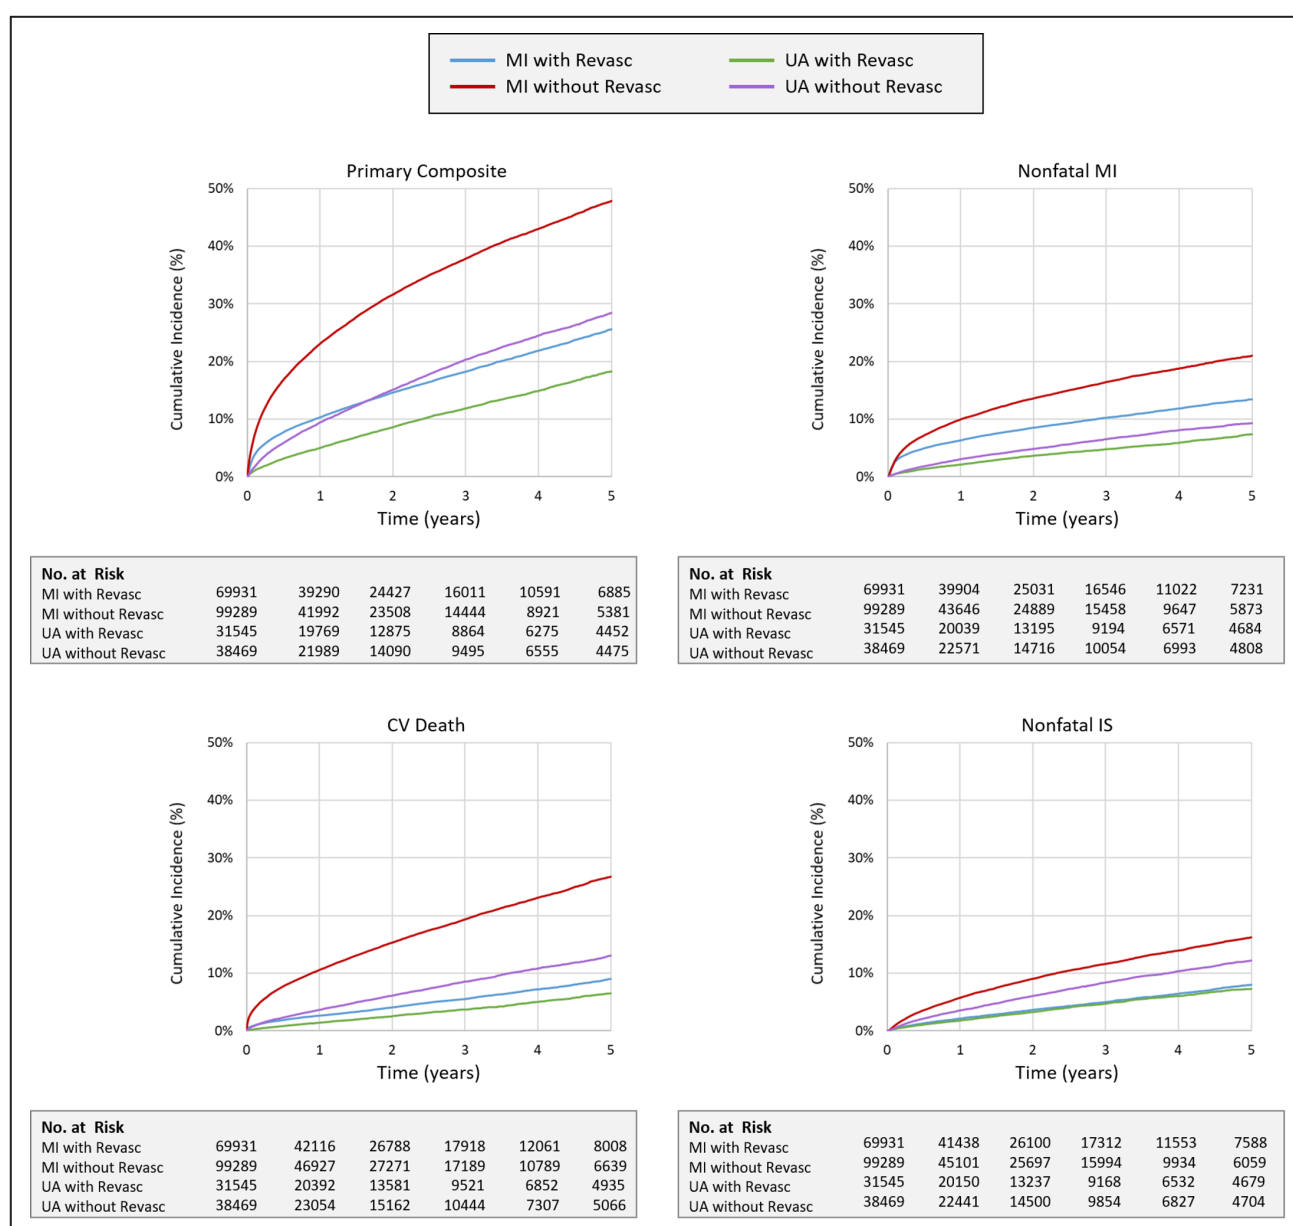 MI with Revasc
UA with Revasc
MI without Revasc
UA without Revasc
Primary Composite
50%
40%
30%
20%
10%
0%
Cumulative Incidence (%)
0 1 2 3 4 5
Time (years)
Nonfatal MI
50%
40%
30%
20%
10%
0%
Cumulative Incidence (%)
0 1 2 3 4 5
Time (years)
No. at Risk
MI with Revasc 69931 39290 24427 16011 10591 6885
MI without Revasc 99289 41992 23508 14444 8921 5381
UA with Revasc 31545 19769 12875 8864 6275 4452
UA without Revasc 38469 21989 14090 9495 6555 4475
No. at Risk
MI with Revasc 69931 39904 25031 16546 11022 7231
MI without Revasc 99289 43646 24889 15458 9647 5873
UA with Revasc 31545 20039 13195 9194 6571 4684
UA without Revasc 38469 22571 14716 10054 6993 4808
CV Death
50%
40%
30%
20%
10%
0%
Cumulative Incidence (%)
0 1 2 3 4 5
Time (years)
Nonfatal IS
50%
40%
30%
20%
10%
0%
Cumulative Incidence (%)
0 1 2 3 4 5
Time (years)
No. at Risk
MI with Revasc 69931 42116 26788 17918 12061 8008
MI without Revasc 99289 46927 27271 17189 10789 6639
UA with Revasc 31545 20392 13581 9521 6852 4935
UA without Revasc 38469 23054 15162 10444 7307 5066
No. at Risk
MI with Revasc 69931 41438 26100 17312 11553 7588
MI without Revasc 99289 45101 25697 15994 9934 6059
UA with Revasc 31545 20150 13237 9168 6532 4679
UA without Revasc 38469 22441 14500 9854 6827 4704